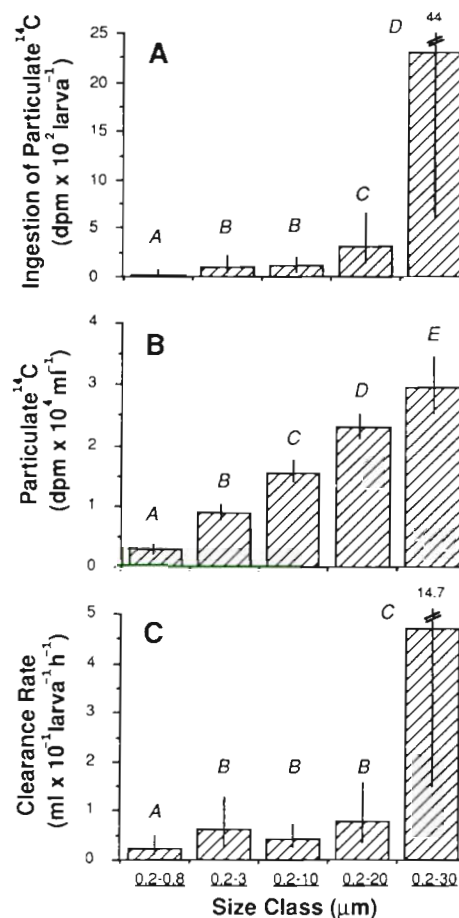 44
D
A
25
20
15
10
5
0
A
B
B
C
Ingestion of Particulate ¹⁴C
(dpm x 10² larva⁻¹)
B
4
3
2
1
0
A
B
C
D
E
Particulate ¹⁴C
(dpm x 10⁴ ml⁻¹)
14.7
C
C
5
4
3
2
1
0
A
B
B
B
Clearance Rate
(ml x 10⁻¹ larva⁻¹ h⁻¹)
0.2-0.8 0.2-3 0.2-10 0.2-20 0.2-30
Size Class (µm)